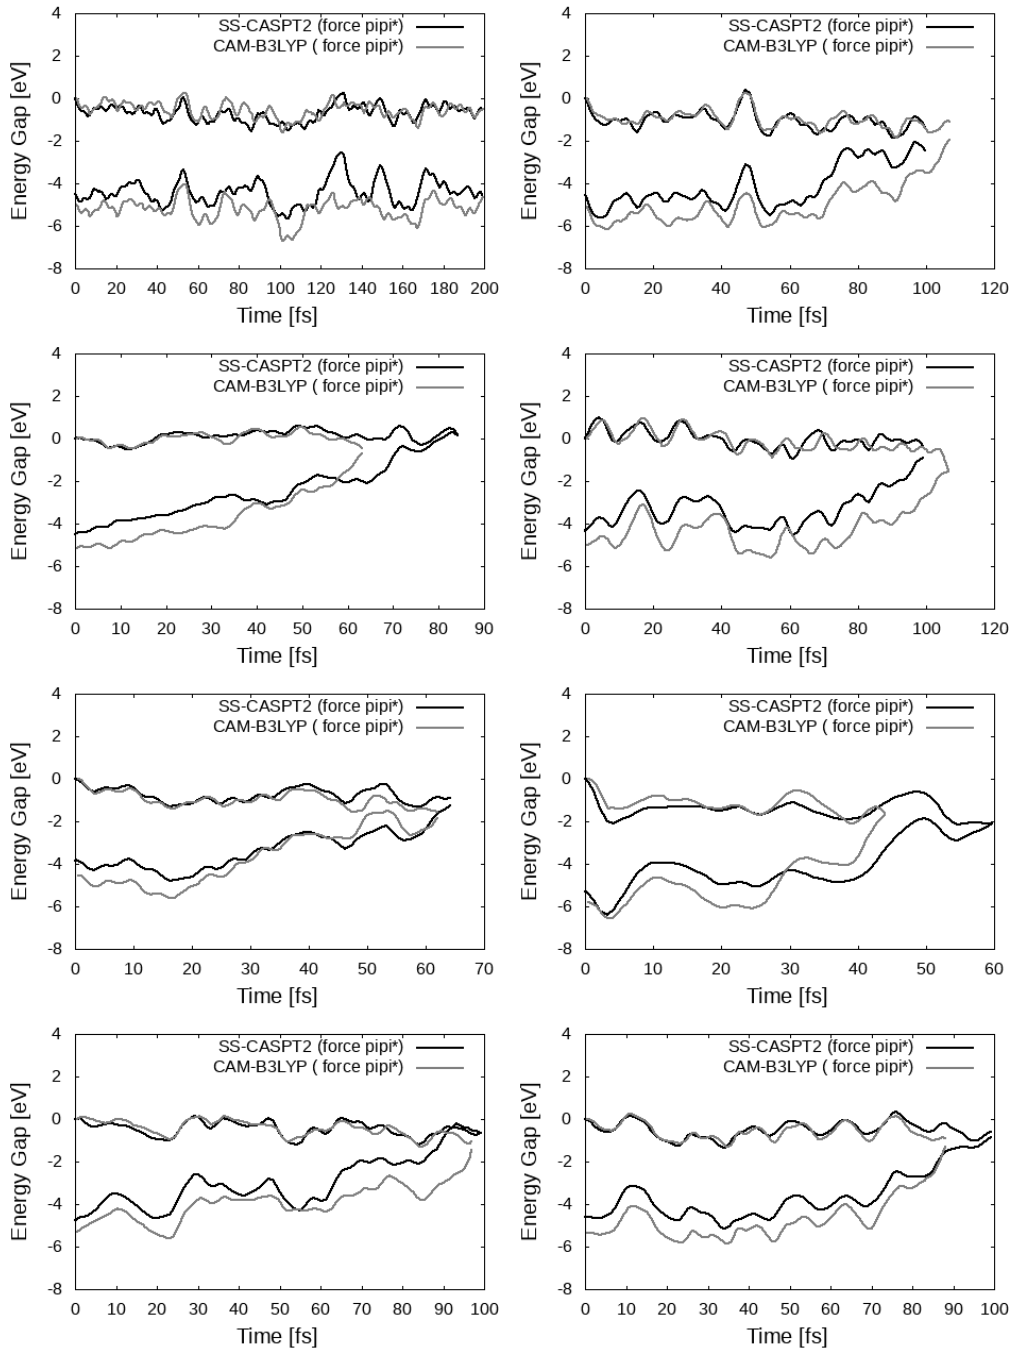 SS-CASPT2 (force pipi*)
CAM-B3LYP ( force pipi*)
Energy Gap [eV]
4
2
0
-2
-4
-6
-8
0 20 40 60 80 100 120 140 160 180 200
Time [fs]
SS-CASPT2 (force pipi*)
CAM-B3LYP ( force pipi*)
Energy Gap [eV]
4
2
0
-2
-4
-6
-8
0 20 40 60 80 100 120
Time [fs]
SS-CASPT2 (force pipi*)
CAM-B3LYP ( force pipi*)
Energy Gap [eV]
4
2
0
-2
-4
-6
-8
0 10 20 30 40 50 60 70 80 90
Time [fs]
SS-CASPT2 (force pipi*)
CAM-B3LYP ( force pipi*)
Energy Gap [eV]
4
2
0
-2
-4
-6
-8
0 20 40 60 80 100 120
Time [fs]
SS-CASPT2 (force pipi*)
CAM-B3LYP ( force pipi*)
Energy Gap [eV]
4
2
0
-2
-4
-6
-8
0 10 20 30 40 50 60 70
Time [fs]
SS-CASPT2 (force pipi*)
CAM-B3LYP ( force pipi*)
Energy Gap [eV]
4
2
0
-2
-4
-6
-8
0 10 20 30 40 50 60
Time [fs]
SS-CASPT2 (force pipi*)
CAM-B3LYP ( force pipi*)
Energy Gap [eV]
4
2
0
-2
-4
-6
-8
0 10 20 30 40 50 60 70 80 90 100
Time [fs]
SS-CASPT2 (force pipi*)
CAM-B3LYP ( force pipi*)
Energy Gap [eV]
4
2
0
-2
-4
-6
-8
0 10 20 30 40 50 60 70 80 90 100
Time [fs]